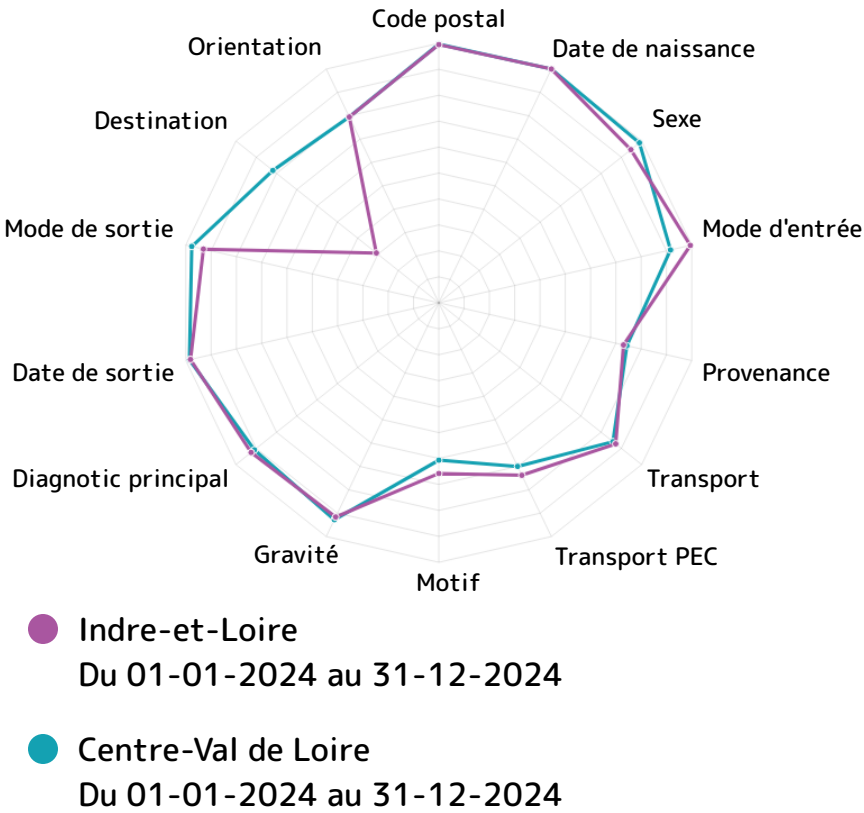 Code postal
Orientation
Date de naissance
Destination
Sexe
Mode de sortie
Mode d'entrée
Date de sortie
Provenance
Diagnotic principal
Transport
Gravité
Transport PEC
Motif
Indre-et-Loire
Du 01-01-2024 au 31-12-2024
Centre-Val de Loire
Du 01-01-2024 au 31-12-2024